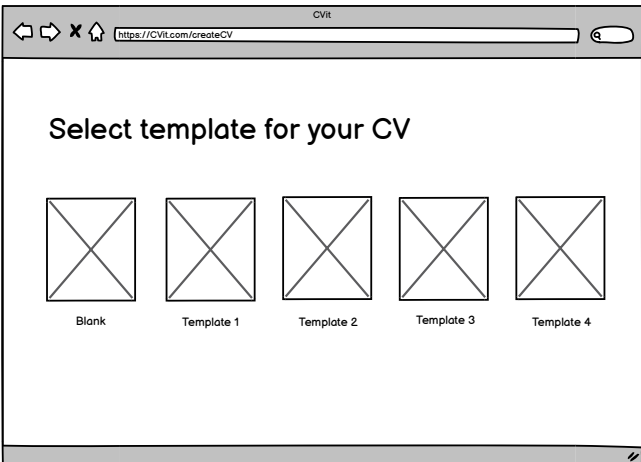 CVit
https://CVit.com/createCV
Select template for your CV
Blank
Template 1
Template 2
Template 3
Template 4